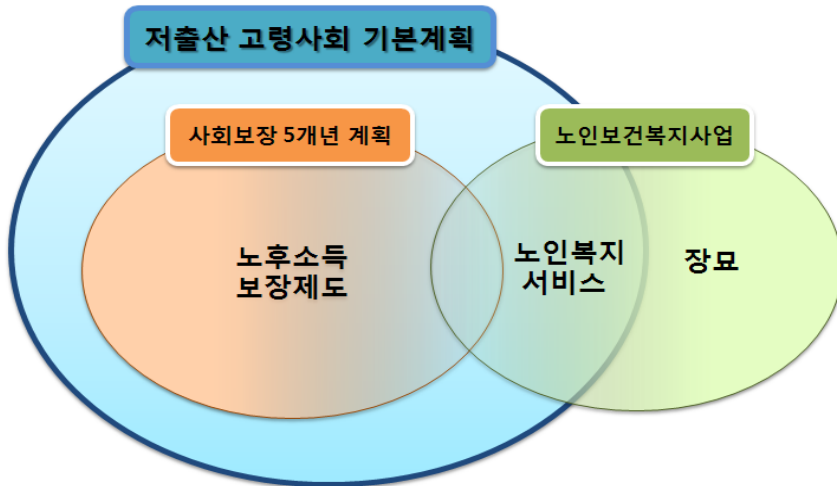 저출산 고령사회 기본계획
사회보장 5개년 계획
노인보건복지사업
노후소득
보장제도
노인복지
서비스
장묘